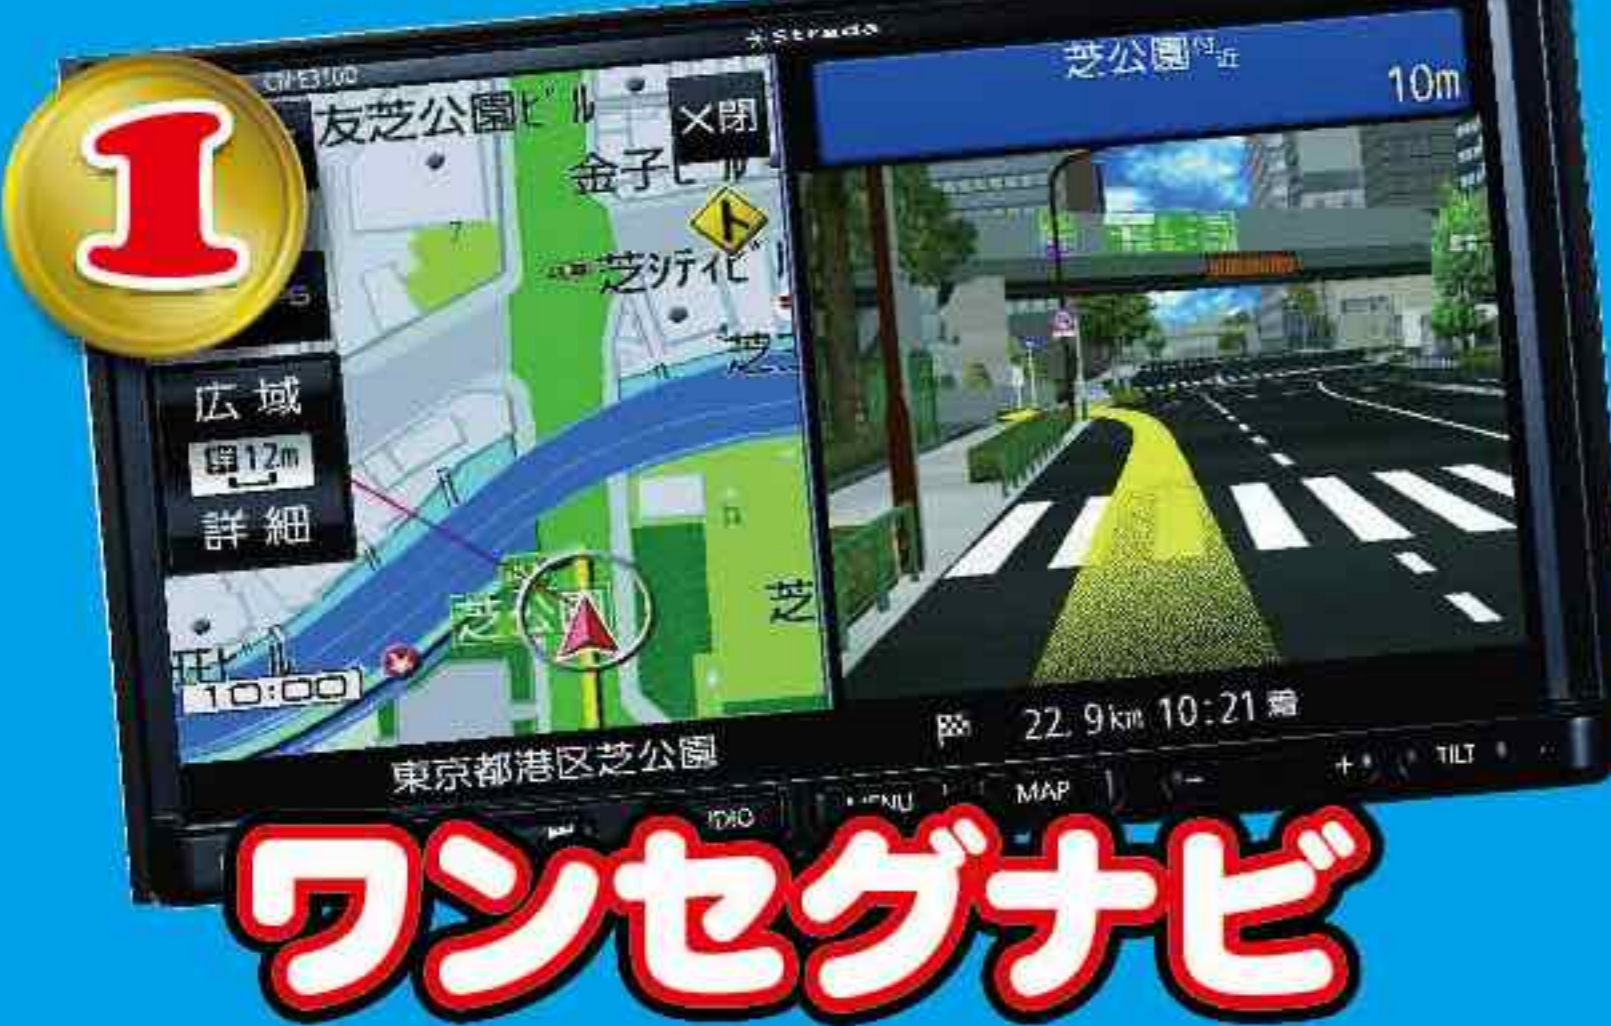 Strada
CN-E310D
芝公園付近
10m
友芝公園ビル
×閉
金子ビル
1
芝シティビ
広域
12m
詳細
芝
芝公園
10:00
22.9km 10:21着
東京都港区芝公園
MENU
MAP
TILT
ワンセグナビ